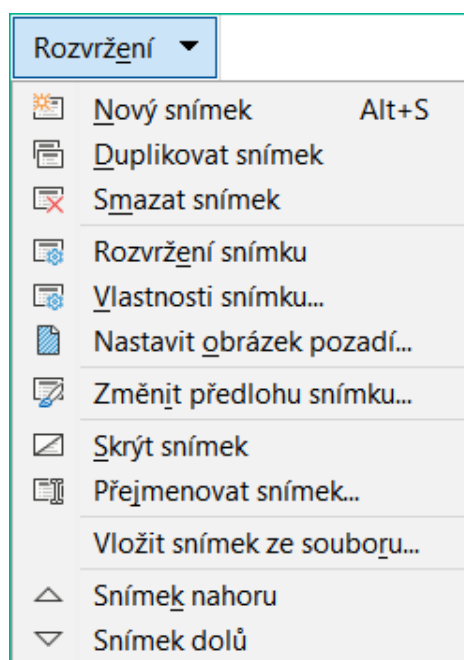 Rozvržení
Nový snímek Alt+S
Duplikovat snímek
Smazat snímek
Rozvržení snímku
Vlastnosti snímku...
Nastavit obrázek pozadí...
Změnit předlohu snímku...
Skrýt snímek
Přejmenovat snímek...
Vložit snímek ze souboru...
Snímek nahoru
Snímek dolů